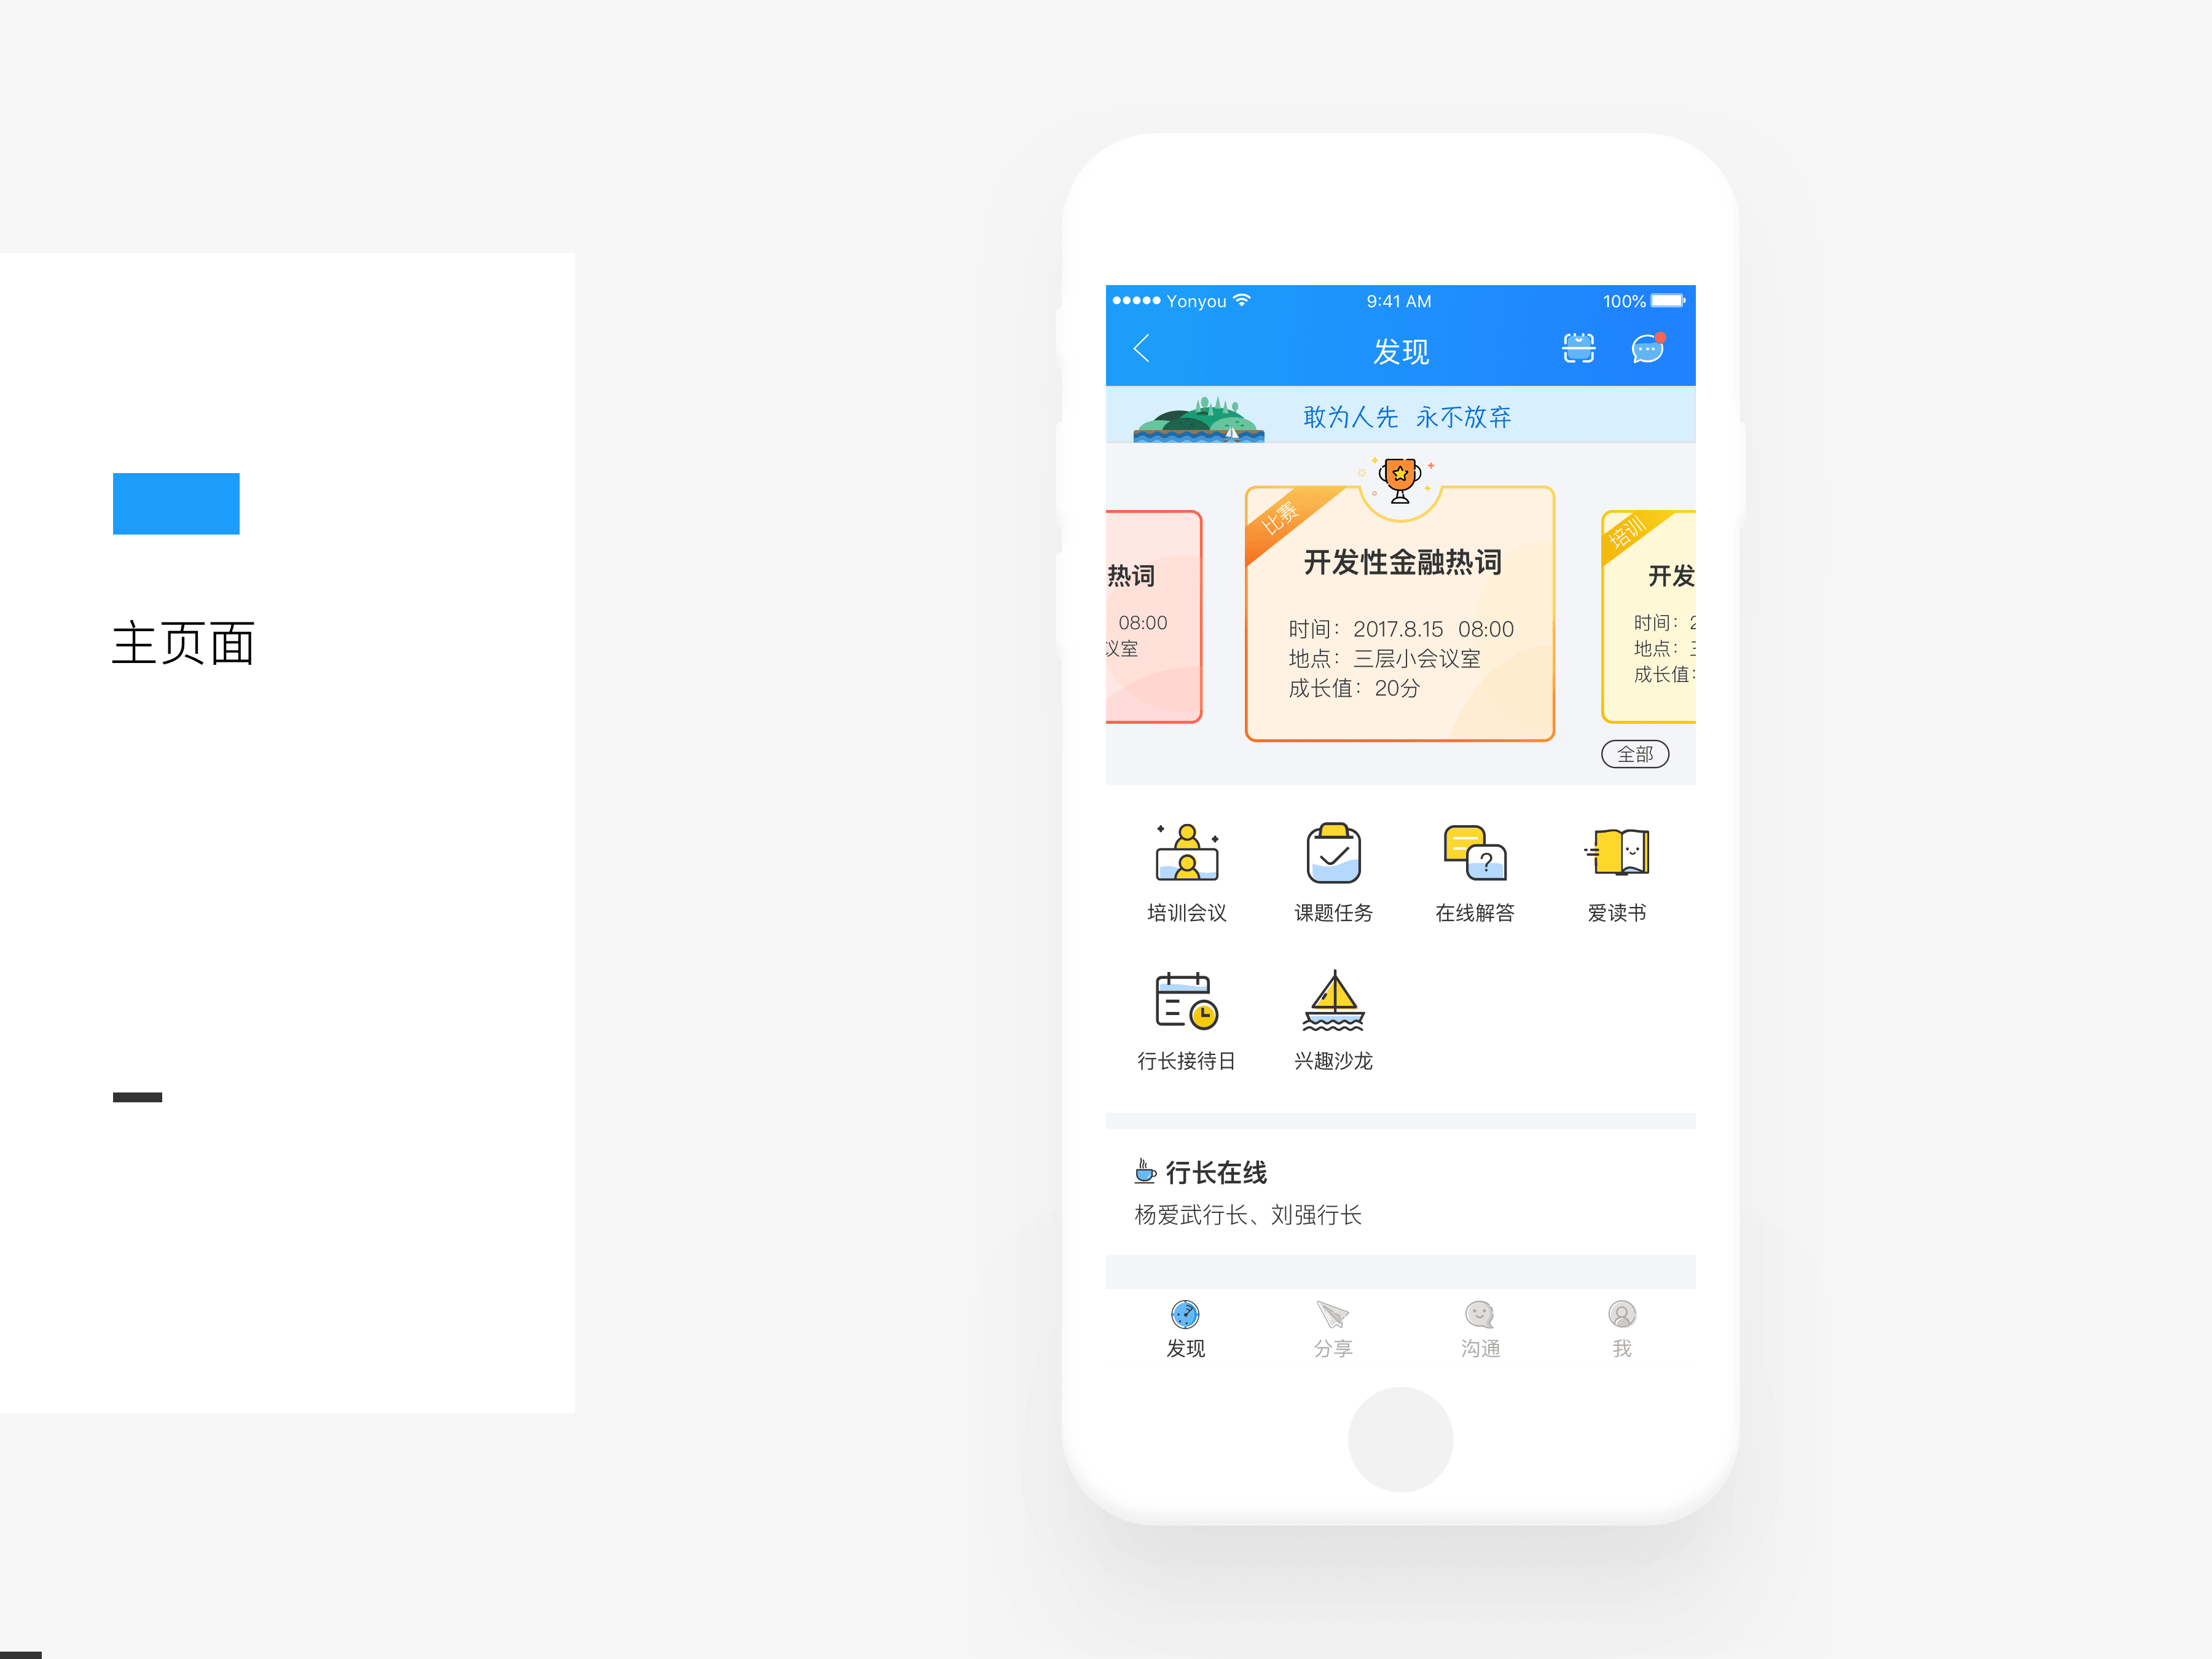 主页面
Yonyou 9:41 AM 100%
发现
敢为人先 永不放弃
热词
08:00
议室
比赛
开发性金融热词
时间：2017.8.15 08:00
地点：三层小会议室
成长值：20分
培训
开发
时间：2
地点：三
成长值：
全部
培训会议 课题任务 在线解答 爱读书
行长接待日 兴趣沙龙
行长在线
杨爱武行长、刘强行长
发现 分享 沟通 我